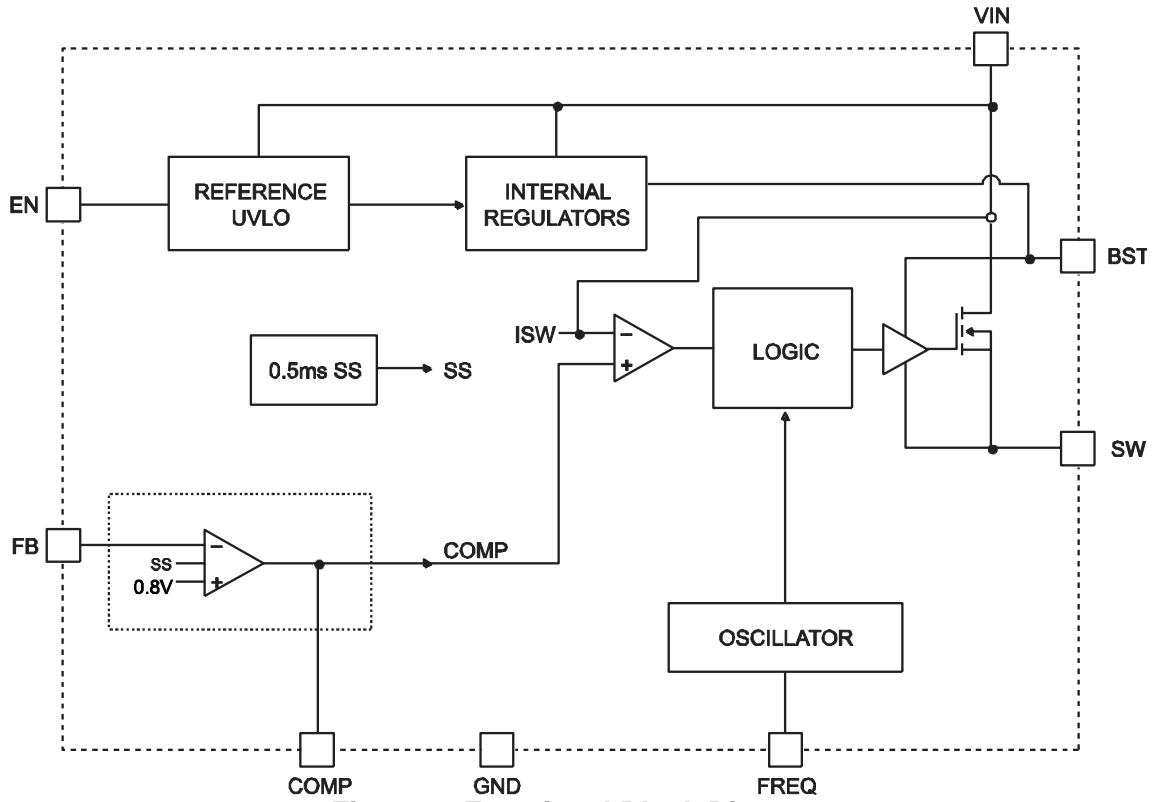 VIN
EN
REFERENCE
UVLO
INTERNAL
REGULATORS
BST
ISW
−
+
LOGIC
0.5ms SS
SS
SW
FB
−
SS
0.8V
+
COMP
OSCILLATOR
COMP
GND
FREQ